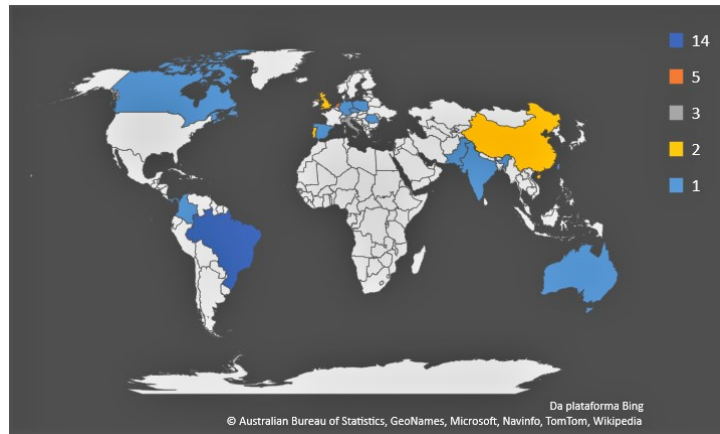 14
5
3
2
1
Da plataforma Bing
© Australian Bureau of Statistics, GeoNames, Microsoft, Navinfo, TomTom, Wikipedia